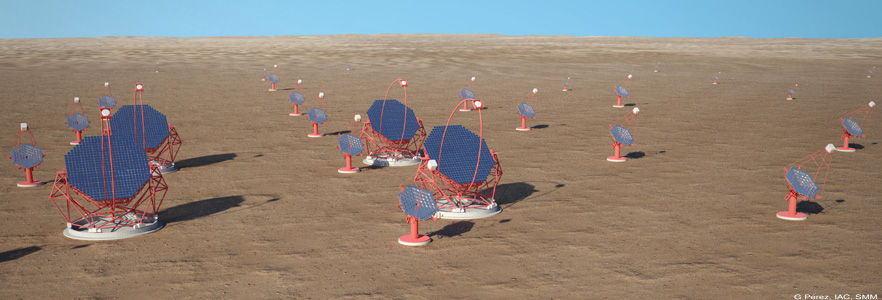 G Pérez, IAC, SMM